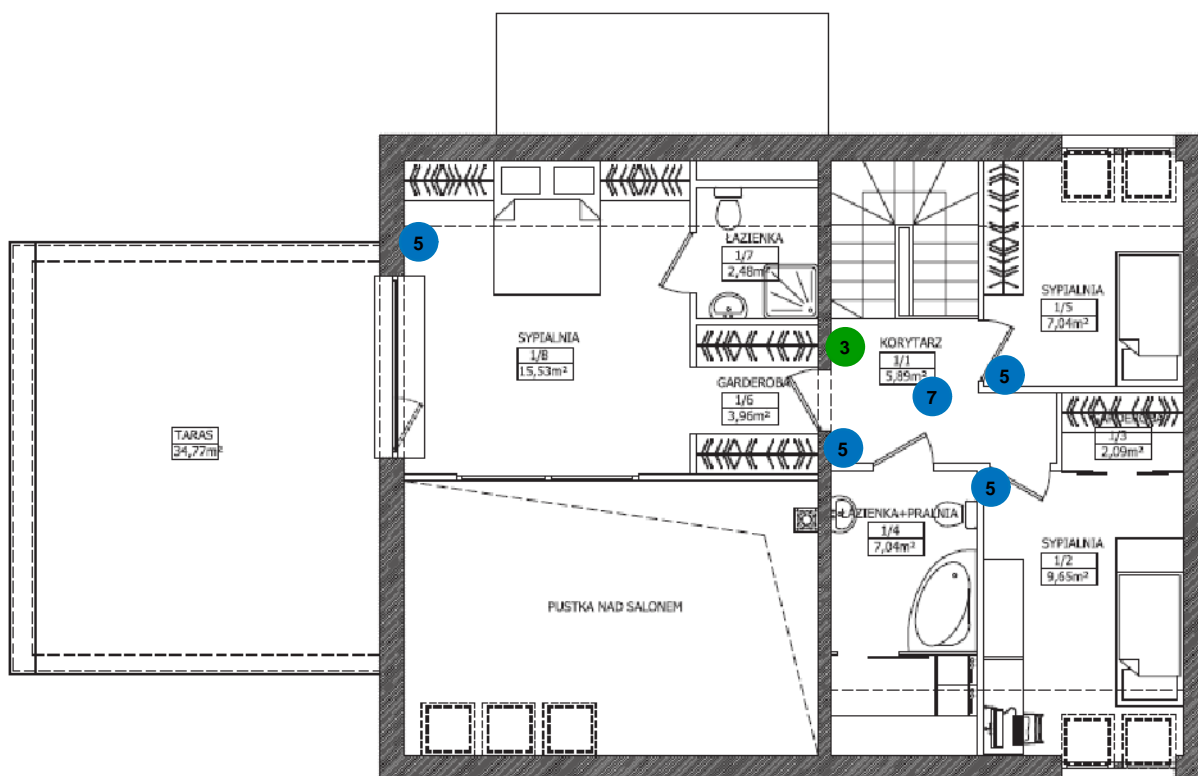 5
ŁAZIENKA
1/7
2,48m²
SYPIALNIA
1/5
7,04m²
SYPIALNIA
1/8
15,53m²
3
KORYTARZ
1/1
5,89m²
5
GARDEROBA
1/6
3,96m²
7
TARAS
34,77m²
GARDEROBA
1/3
2,09m²
5
5
ŁAZIENKA+PRALNIA
1/4
7,04m²
SYPIALNIA
1/2
9,65m²
PUSTKA NAD SALONEM